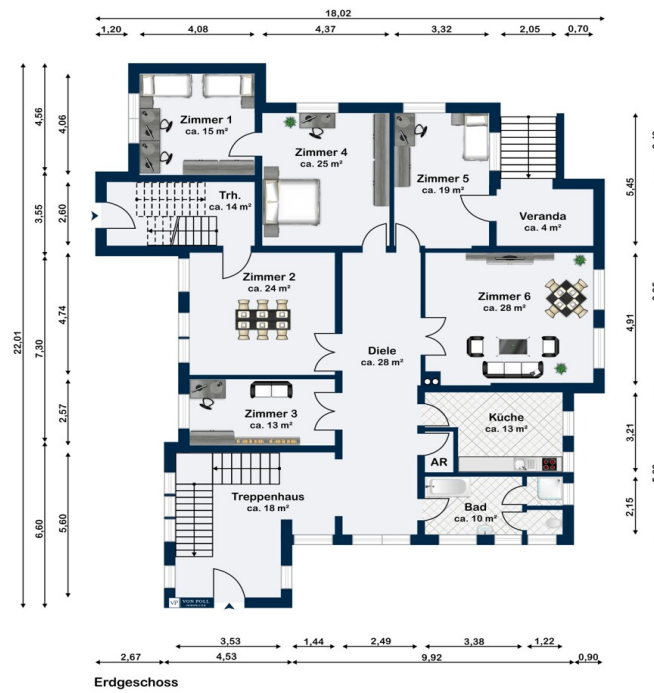 18,02
1,20 4,08 4,37 3,32 2,05 0,70
22,01
4,56
3,55
7,30
6,60
4,06
2,60
4,74
2,57
5,60
Zimmer 1
ca. 15 m²
Zimmer 4
ca. 25 m²
Zimmer 5
ca. 19 m²
Trh.
ca. 14 m²
Veranda
ca. 4 m²
Zimmer 2
ca. 24 m²
Zimmer 6
ca. 28 m²
Diele
ca. 28 m²
Zimmer 3
ca. 13 m²
Küche
ca. 13 m²
AR
Treppenhaus
ca. 18 m²
Bad
ca. 10 m²
5,45
4,91
3,21
2,15
VP VON POLL
IMMOBILIEN
3,53 1,44 2,49 3,38 1,22
2,67 4,53 9,92 0,90
Erdgeschoss